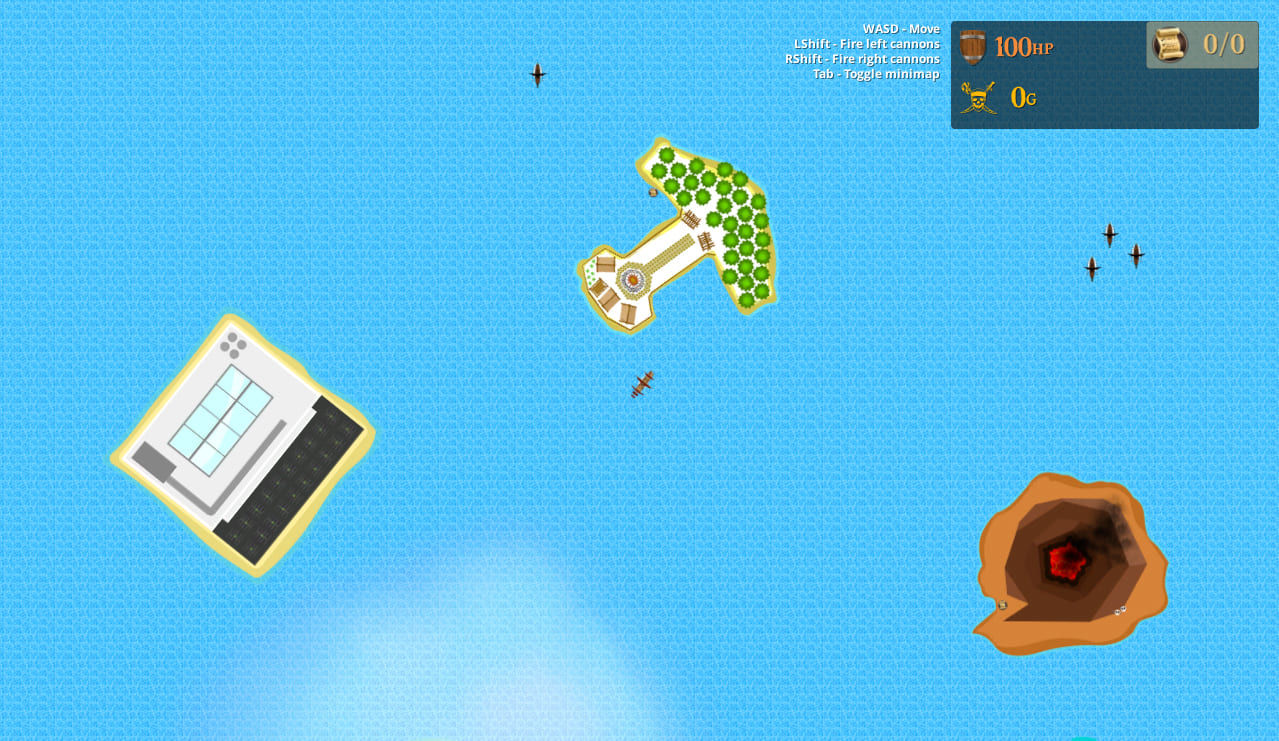 WASD - Move
LShift - Fire left cannons
RShift - Fire right cannons
Tab - Toggle minimap
100HP
0/0
0G